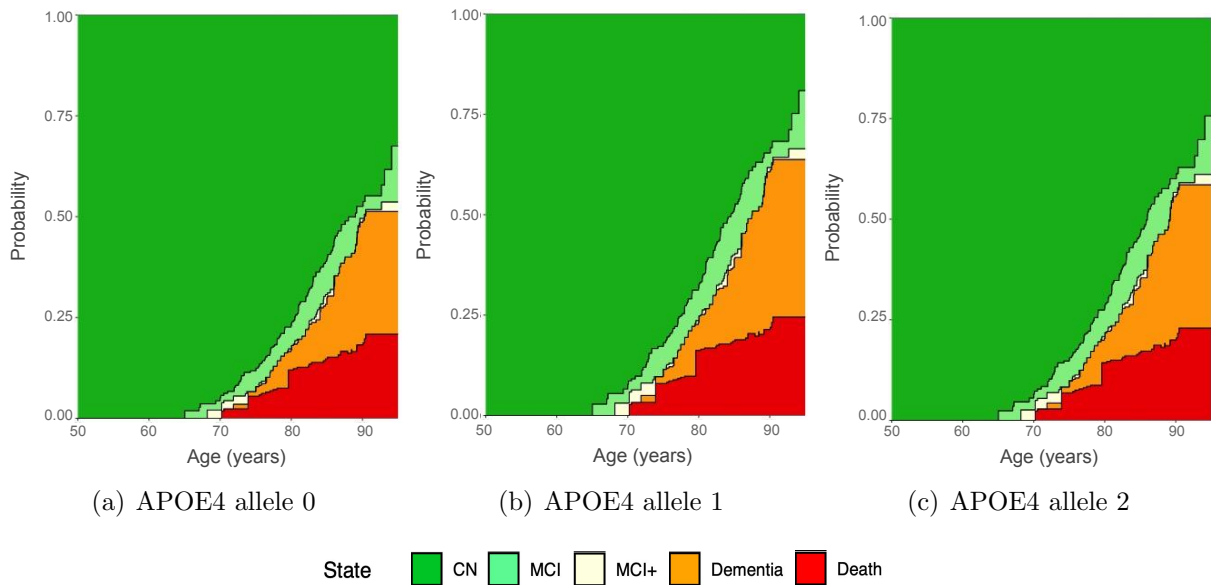 1.00
0.75
0.50
0.25
0.00
Probability
50 60 70 80 90
Age (years)
(a) APOE4 allele 0
1.00
0.75
0.50
0.25
0.00
Probability
50 60 70 80 90
Age (years)
(b) APOE4 allele 1
1.00
0.75
0.50
0.25
0.00
Probability
50 60 70 80 90
Age (years)
(c) APOE4 allele 2
State CN MCI MCI+ Dementia Death